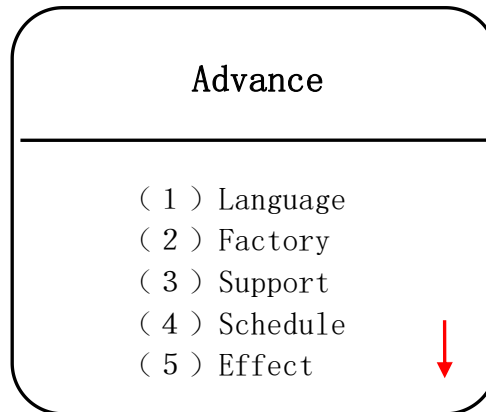 Advance
（１）Language
（２）Factory
（３）Support
（４）Schedule
（５）Effect